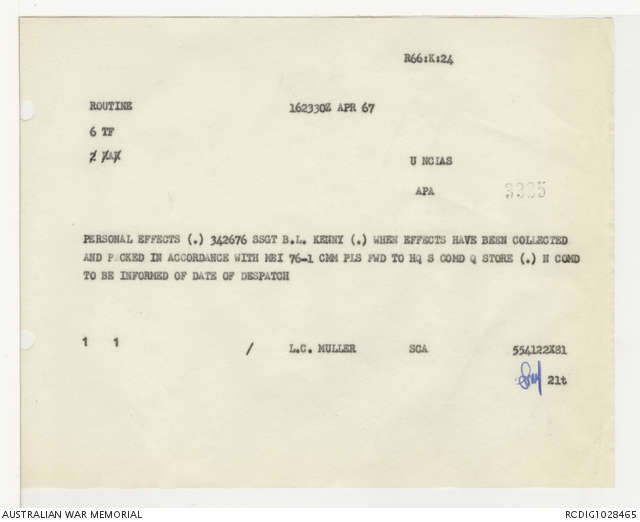 R66:K:24
ROUTINE 162330Z APR 67
6 TF
U NCIAS
APA 3335
PERSONAL EFFECTS (.) 342676 SSGT B.L. KENNY (.) WHEN EFFECTS HAVE BEEN COLLECTED
AND PACKED IN ACCORDANCE WITH MBI 76-1 CMM PLS FWD TO HQ S COMD Q STORE (.) N COMD
TO BE INFORMED OF DATE OF DESPATCH
1 1 / L.C. MULLER SCA 554122X81
21t
AUSTRALIAN WAR MEMORIAL RCDIG1028465